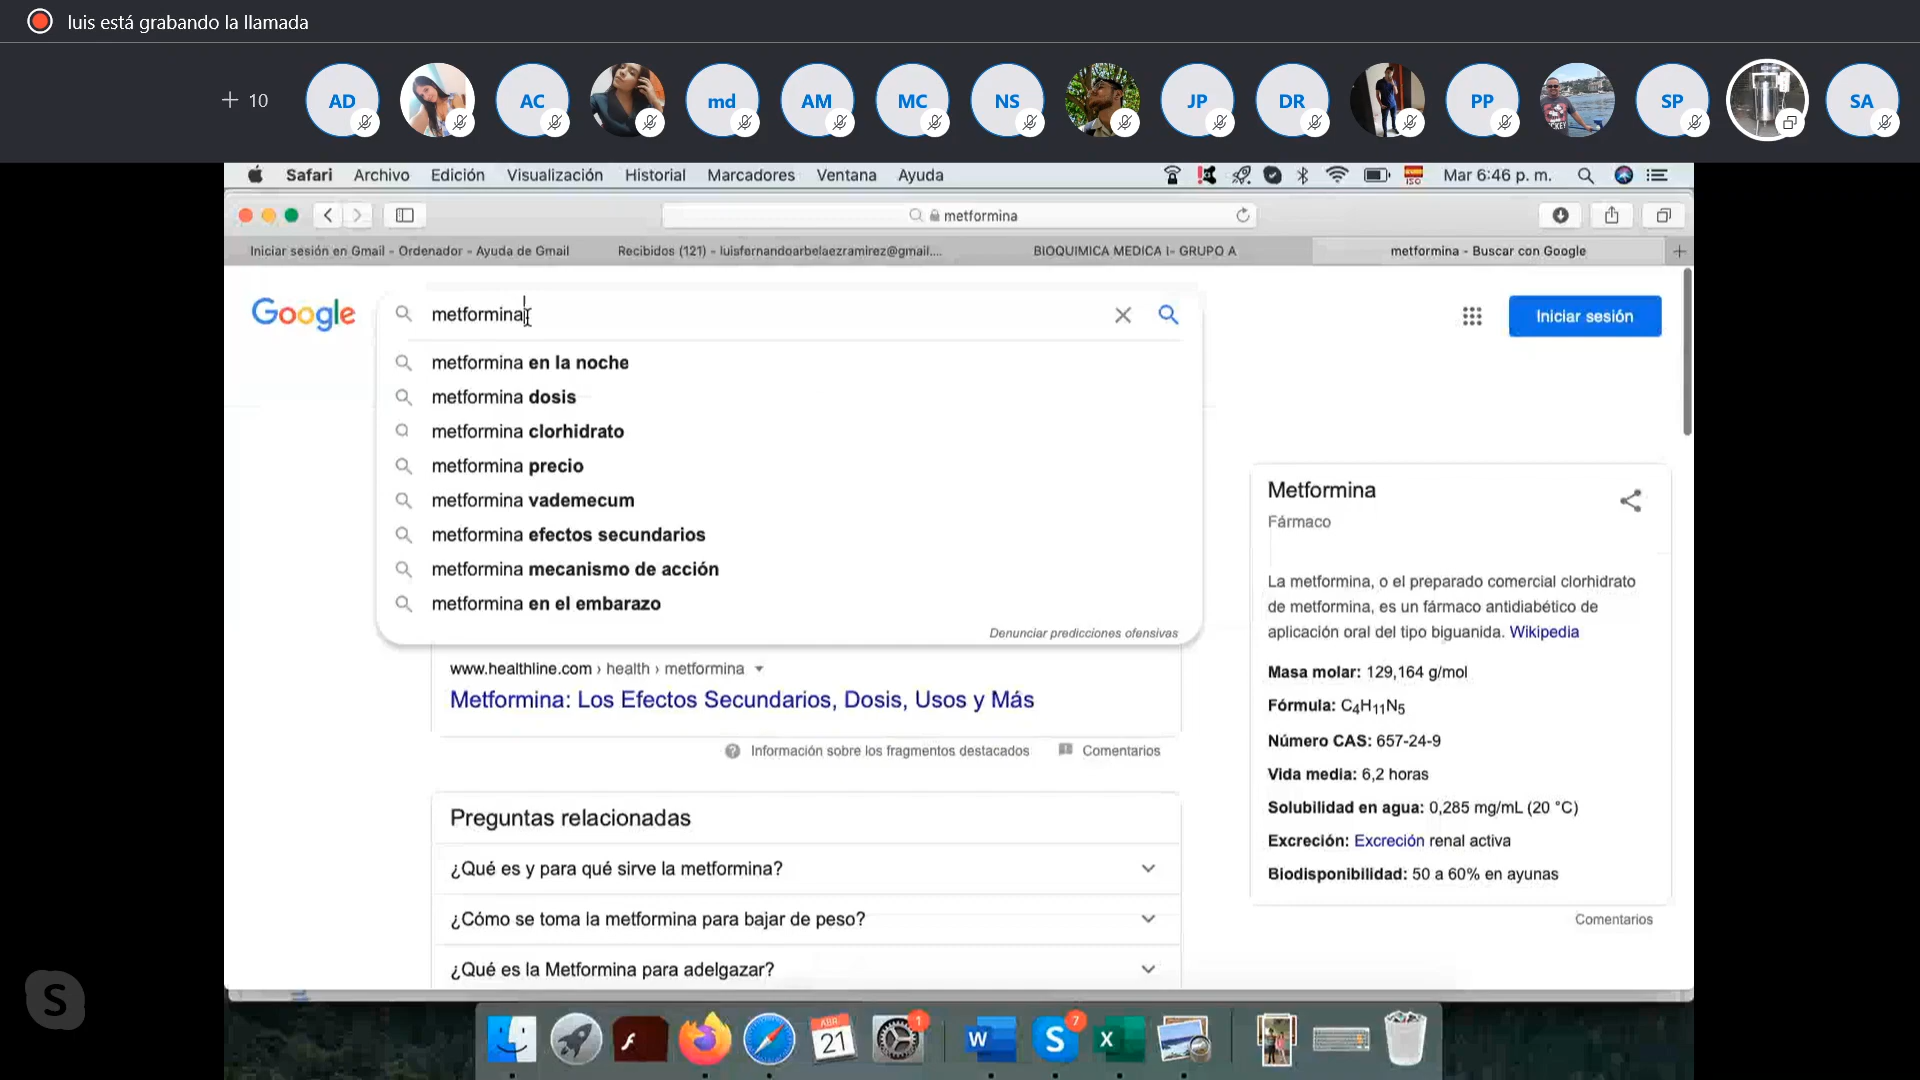 luis está grabando la llamada
+ 10
AD
AC
md
AM
MC
NS
JP
DR
PP
SP
SA
Safari Archivo Edición Visualización Historial Marcadores Ventana Ayuda
ISO
Mar 6:46 p. m.
metformina
Iniciar sesión en Gmail - Ordenador - Ayuda de Gmail
Recibidos (121) - luisfernandoarbelaezramirez@gmail....
BIOQUIMICA MEDICA I- GRUPO A
metformina - Buscar con Google
Google
metformina
Iniciar sesión
metformina en la noche
metformina dosis
metformina clorhidrato
metformina precio
metformina vademecum
metformina efectos secundarios
metformina mecanismo de acción
metformina en el embarazo
Denunciar predicciones ofensivas
www.healthline.com › health › metformina
Metformina: Los Efectos Secundarios, Dosis, Usos y Más
Información sobre los fragmentos destacados
Comentarios
Preguntas relacionadas
¿Qué es y para qué sirve la metformina?
¿Cómo se toma la metformina para bajar de peso?
¿Qué es la Metformina para adelgazar?
Metformina
Fármaco
La metformina, o el preparado comercial clorhidrato
de metformina, es un fármaco antidiabético de
aplicación oral del tipo biguanida. Wikipedia
Masa molar: 129,164 g/mol
Fórmula: C4H11N5
Número CAS: 657-24-9
Vida media: 6,2 horas
Solubilidad en agua: 0,285 mg/mL (20 °C)
Excreción: Excreción renal activa
Biodisponibilidad: 50 a 60% en ayunas
Comentarios
S
ABR
21
1
W
S
7
X